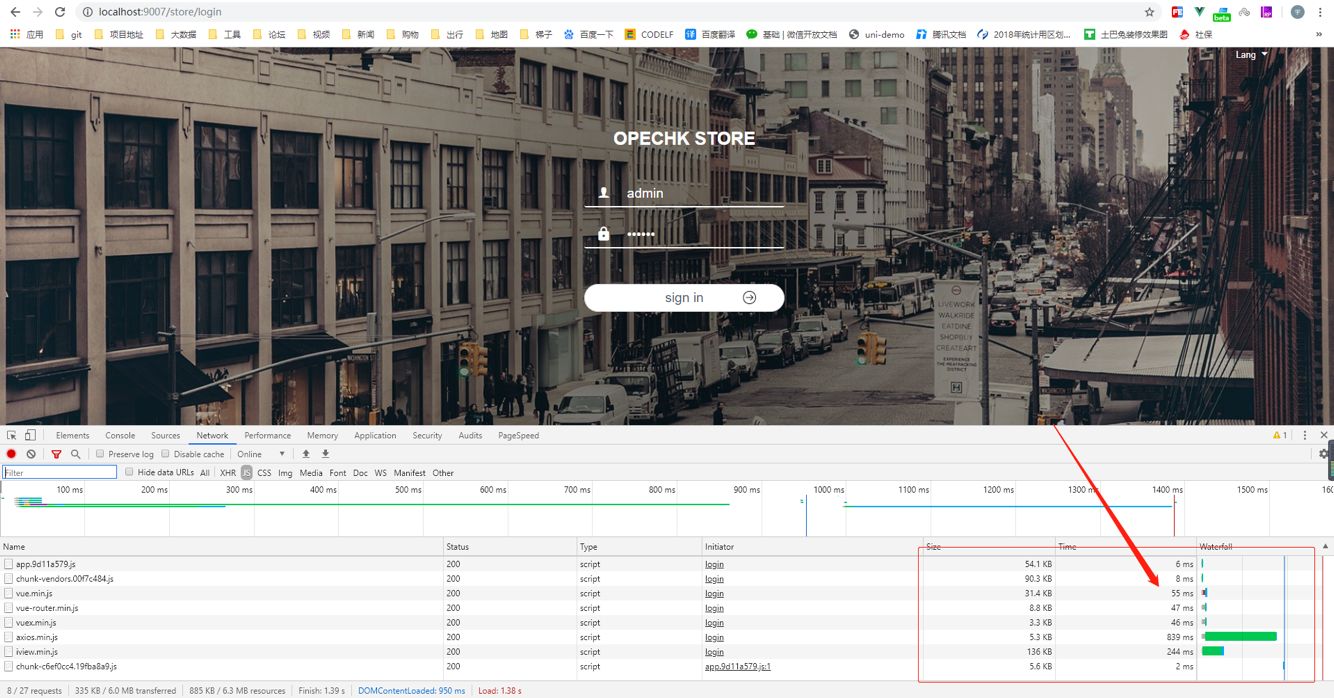 localhost:9007/store/login
beta
应用 git 项目地址 大数据 工具 论坛 视频 新闻 购物 出行 地图 梯子 百度一下 CODELF 百度翻译 基础 | 微信开放文档 uni-demo 腾讯文档 2018年统计用区划... 土巴兔装修效果图 社保 »
Lang
OPECHK STORE
admin
••••••
sign in
LIVEWORK
WALKRIDE
EATDINE
SHOPBUY
CREATEART
EXPERIENCE
THE MEATPACKING
DISTRICT
Elements Console Sources Network Performance Memory Application Security Audits PageSpeed 1
Preserve log Disable cache Online
Filter Hide data URLs All XHR JS CSS Img Media Font Doc WS Manifest Other
100 ms 200 ms 300 ms 400 ms 500 ms 600 ms 700 ms 800 ms 900 ms 1000 ms 1100 ms 1200 ms 1300 ms 1400 ms 1500 ms 160
Name Status Type Initiator Size Time Waterfall
app.9d11a579.js 200 script login 54.1 KB 6 ms
chunk-vendors.00f7c484.js 200 script login 90.3 KB 8 ms
vue.min.js 200 script login 31.4 KB 55 ms
vue-router.min.js 200 script login 8.8 KB 47 ms
vuex.min.js 200 script login 3.3 KB 46 ms
axios.min.js 200 script login 5.3 KB 839 ms
iview.min.js 200 script login 136 KB 244 ms
chunk-c6ef0cc4.19fba8a9.js 200 script app.9d11a579.js:1 5.6 KB 2 ms
8 / 27 requests 335 KB / 6.0 MB transferred 885 KB / 6.3 MB resources Finish: 1.39 s DOMContentLoaded: 950 ms Load: 1.38 s